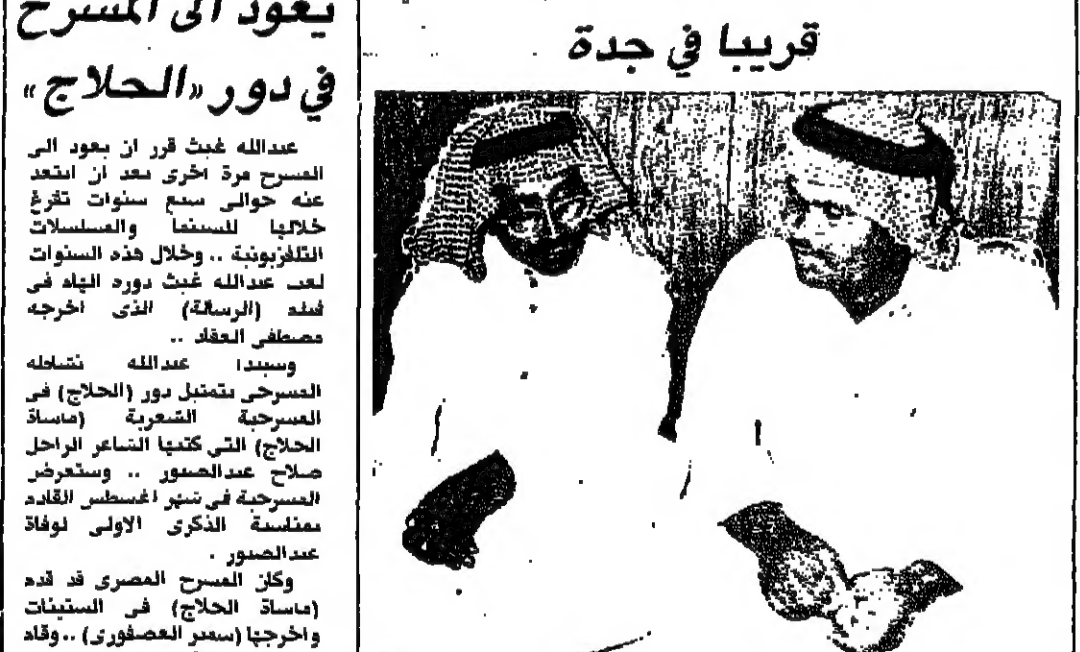 قريبا في جدة
يعود الى المسرح
في دور «الحلاج»
عبدالله غيث قرر ان يعود الى
المسرح مرة اخرى بعد ان ابتعد
عنه حوالى سبع سنوات تفرغ
خلالها للسينما والمسلسلات
التلفزيونية .. وخلال هذه السنوات
لعب عبدالله غيث دوره الهام فى
فيلم (الرسالة) الذى اخرجه
مصطفى العقاد ..
وسيبدا عبدالله نشاطه
المسرحى بتمثيل دور (الحلاج) فى
المسرحية الشعرية (ماساة
الحلاج) التي كتبها الشاعر الراحل
صلاح عبدالصبور .. وستعرض
المسرحية فى شهر اغسطس القادم
بمناسبة الذكرى الاولى لوفاة
عبدالصبور .
وكان المسرح المصرى قد قدم
(ماساة الحلاج) فى الستينات
واخرجها (سمير العصفورى) .. وقام